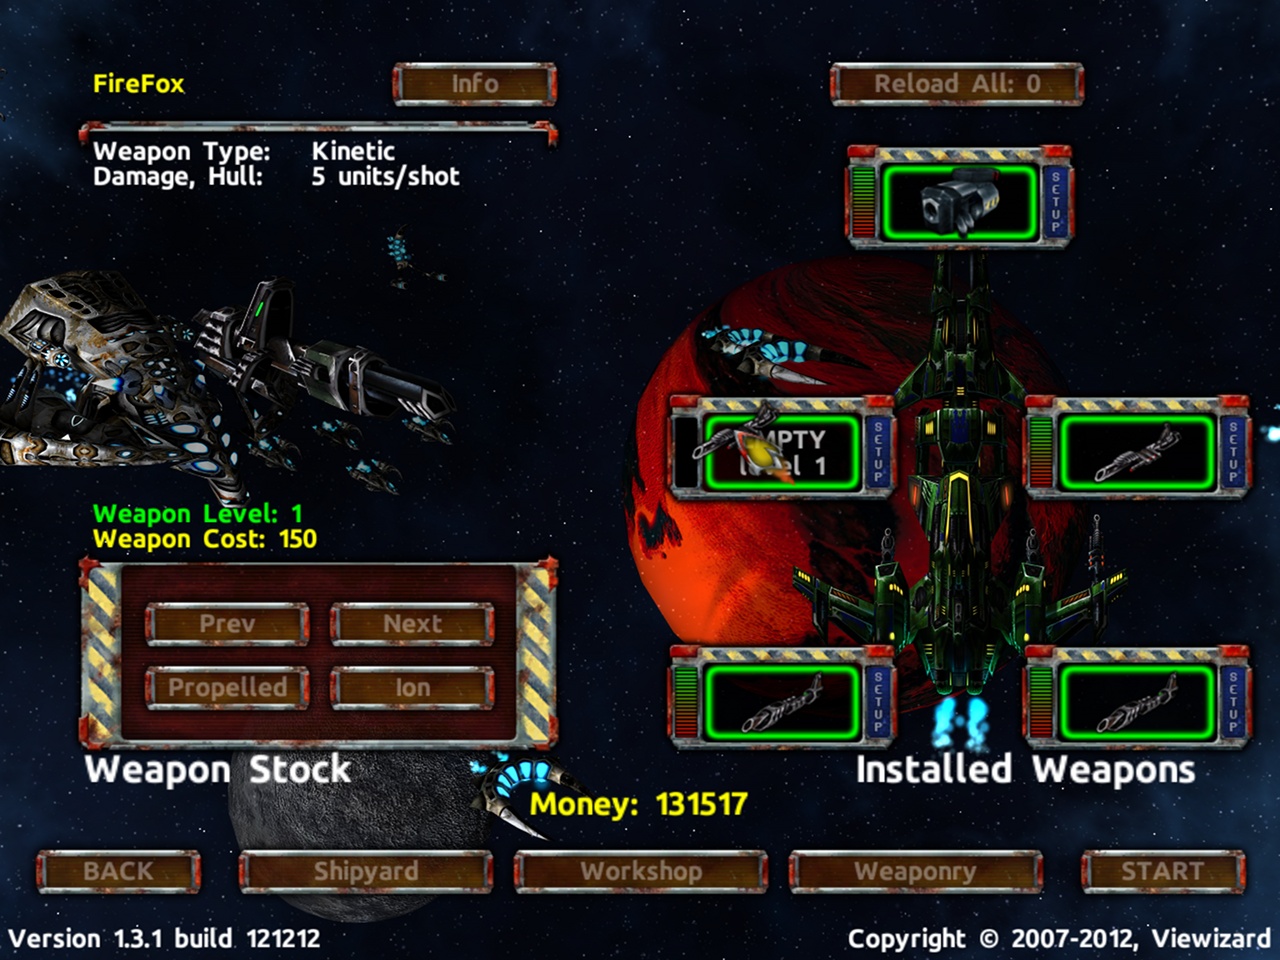 FireFox
Info
Reload All: 0
Weapon Type: Kinetic
Damage, Hull: 5 units/shot
SETUP
SETUP
level 1
SETUP
Weapon Level: 1
Weapon Cost: 150
Prev
Next
Propelled
Ion
SETUP
SETUP
Weapon Stock
Installed Weapons
Money: 131517
BACK
Shipyard
Workshop
Weaponry
START
Version 1.3.1 build 121212
Copyright © 2007-2012, Viewizard